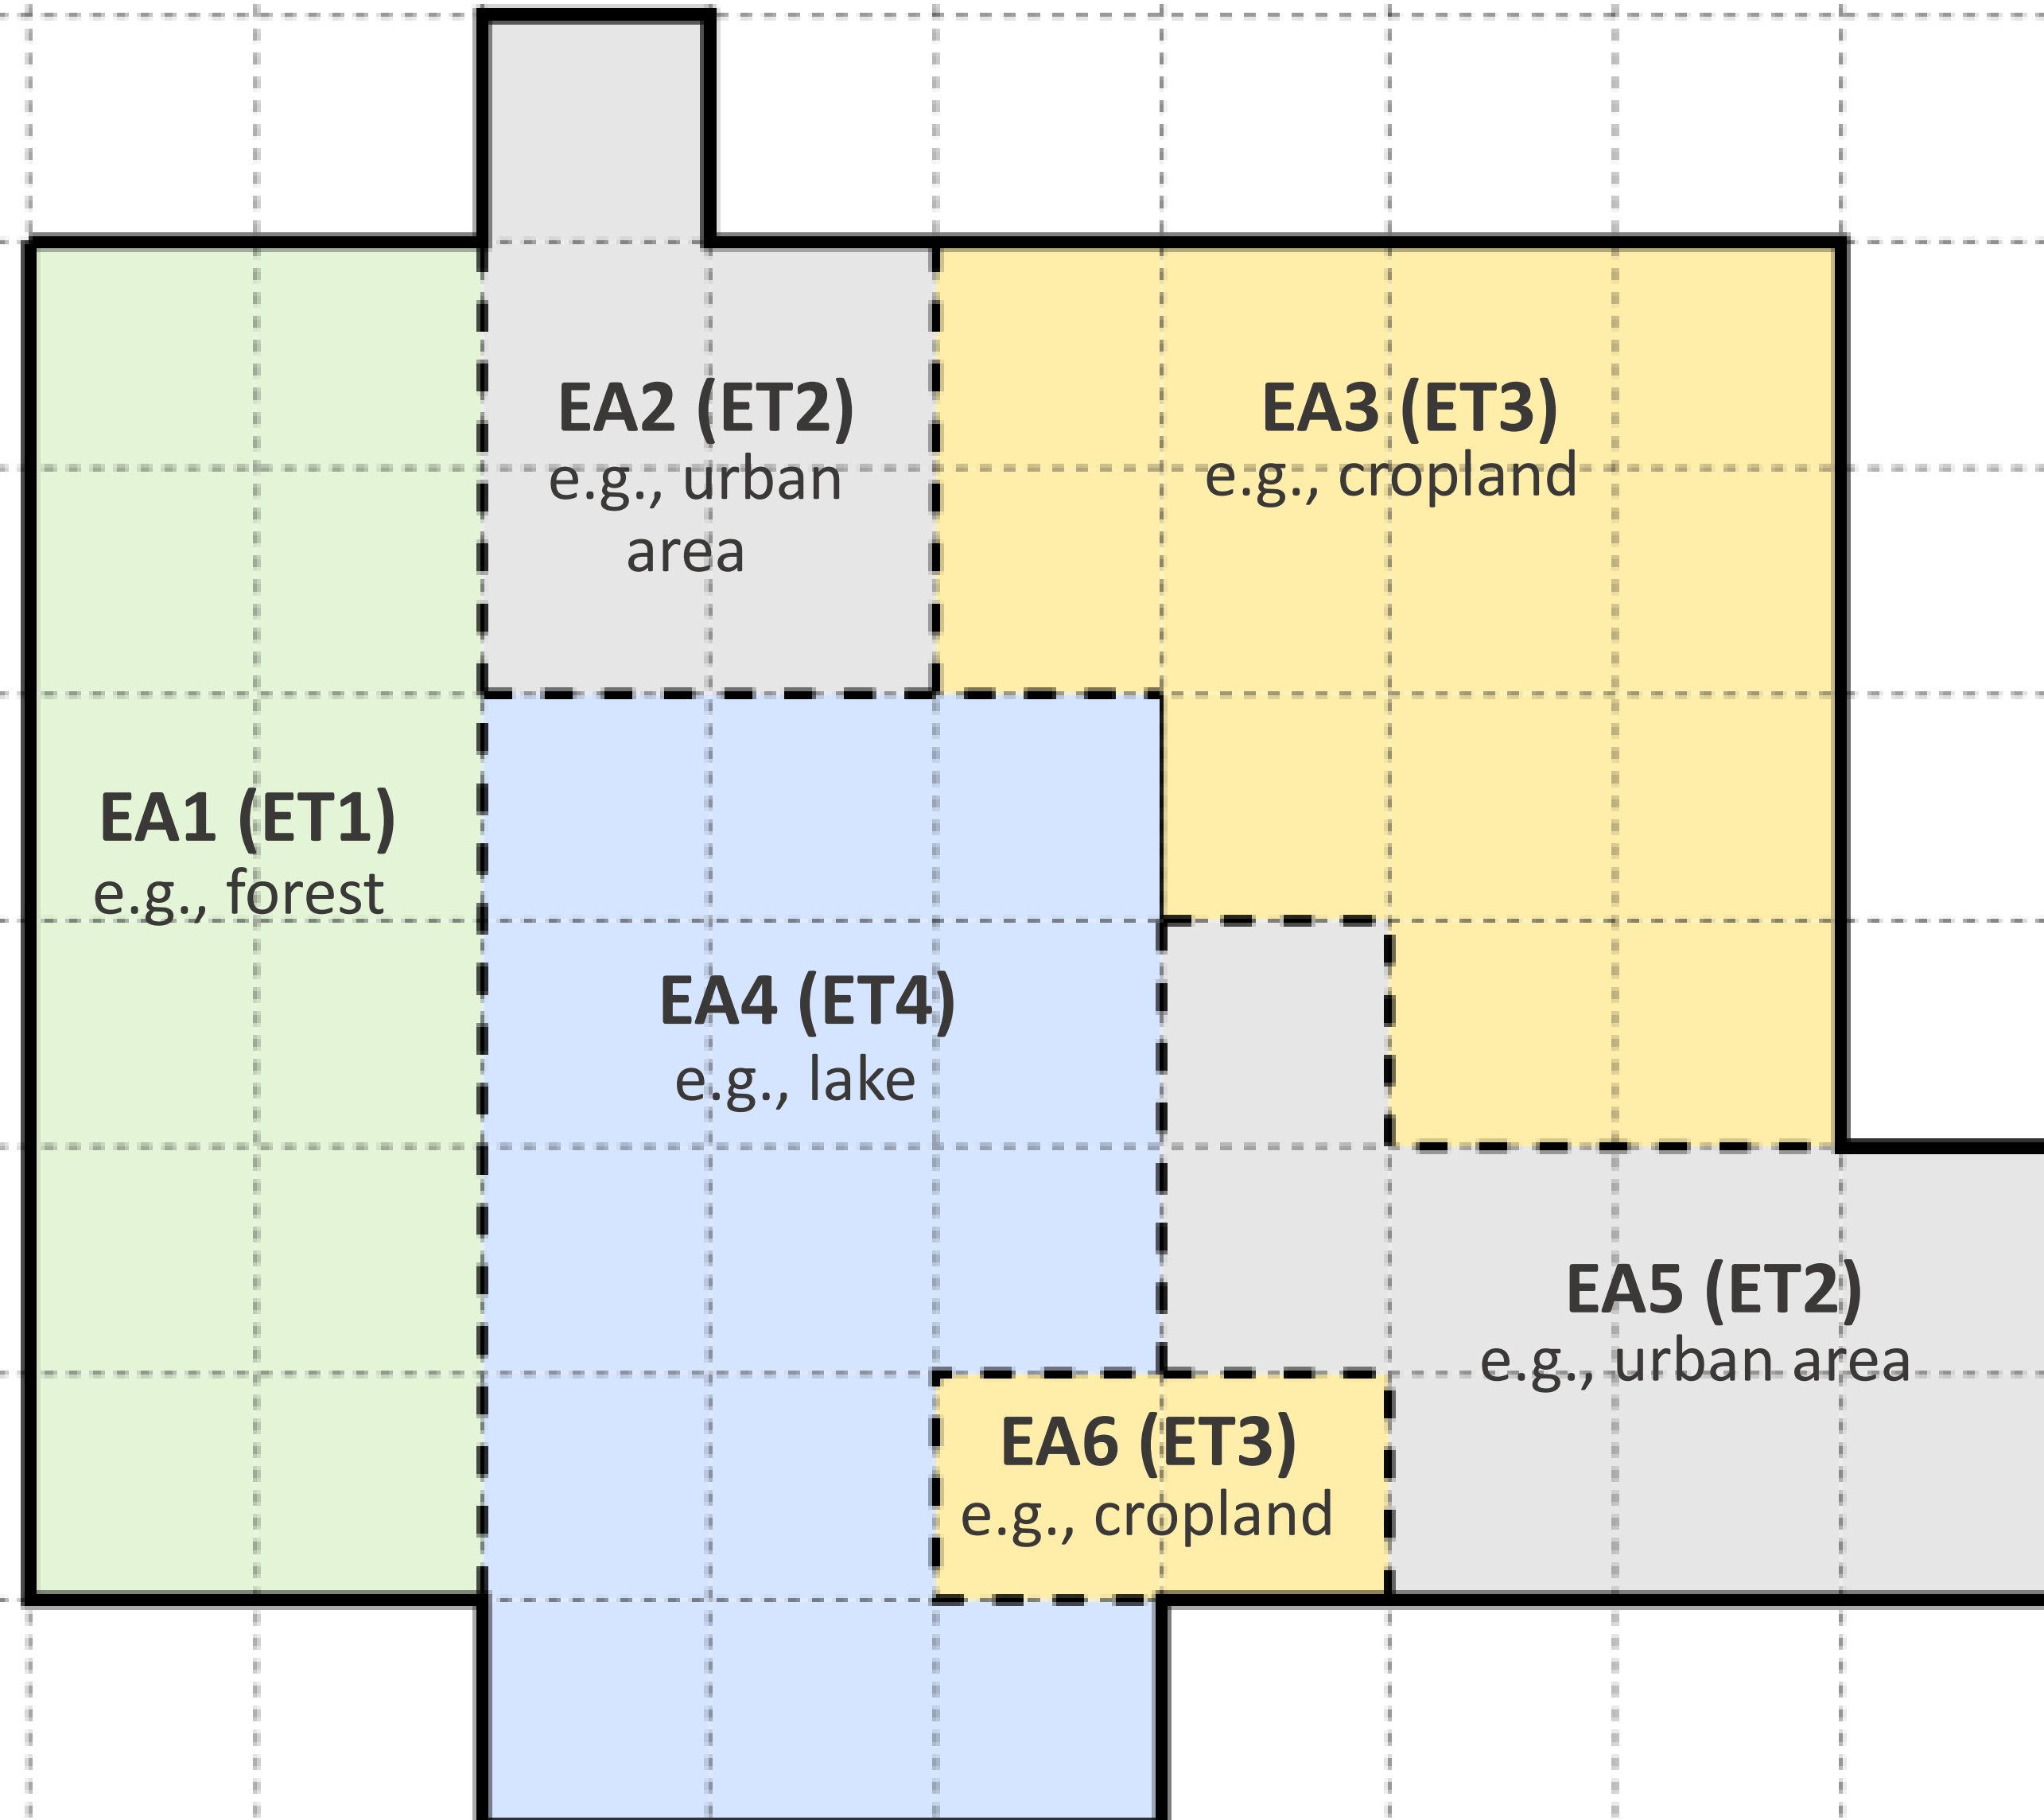 EA2 (ET2)
e.g., urban
area
EA3 (ET3)
e.g., cropland
EA1 (ET1)
e.g., forest
EA4 (ET4)
e.g., lake
EA5 (ET2)
e.g., urban area
EA6 (ET3)
e.g., cropland